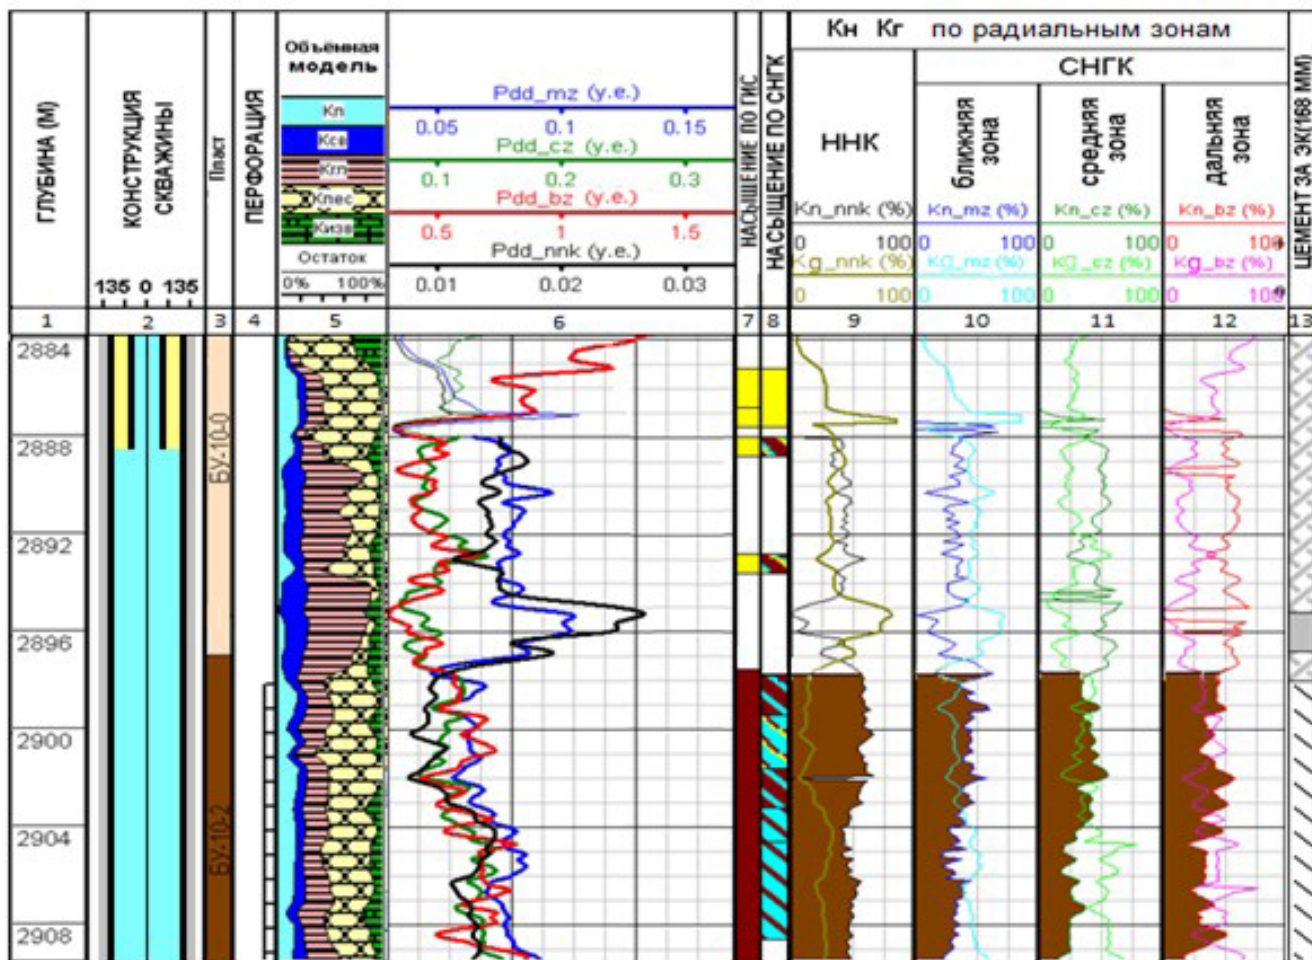 ГЛУБИНА (М)
КОНСТРУКЦИЯ
СКВАЖИНЫ
135 0 135
Пласт
ПЕРФОРАЦИЯ
Объёмная
модель
Кп
Ксв
Кгл
Кпес
Кизв
Остаток
0% 100%
Pdd_mz (у.е.)
0.05 0.1 0.15
Pdd_cz (у.е.)
0.1 0.2 0.3
Pdd_bz (у.е.)
0.5 1 1.5
Pdd_nnk (у.е.)
0.01 0.02 0.03
НАСЫЩЕНИЕ ПО ГИС
НАСЫЩЕНИЕ ПО СНГК
Кн Кг по радиальным зонам
СНГК
ННК
ближняя
зона
средняя
зона
дальняя
зона
Kn_nnk (%)
0 100
Kg_nnk (%)
0 100
Kn_mz (%)
0 100
Kg_mz (%)
0 100
Kn_cz (%)
0 100
Kg_cz (%)
0 100
Kn_bz (%)
0 100
Kg_bz (%)
0 100
ЦЕМЕНТ ЗА ЭК(168 ММ)
1 2 3 4 5 6 7 8 9 10 11 12 13
2884
2888
2892
2896
2900
2904
2908
БУ-10-0
БУ-10-2